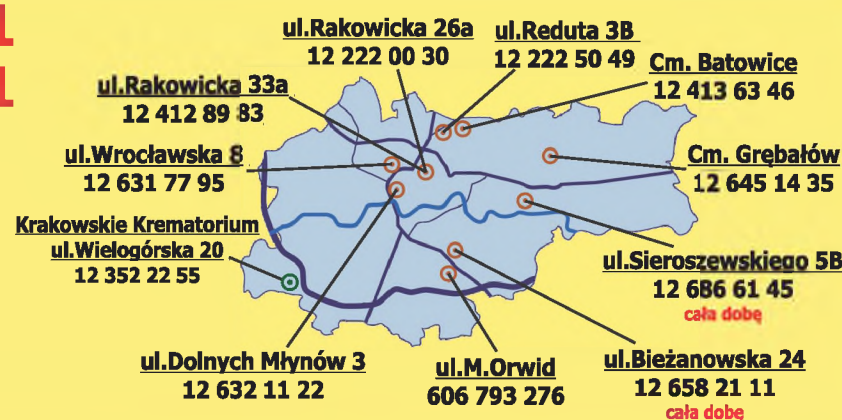 1
1
ul.Rakowicka 26a
12 222 00 30
ul.Reduta 3B
12 222 50 49
Cm. Batowice
12 413 63 46
ul.Rakowicka 33a
12 412 89 83
ul.Wrocławska 8
12 631 77 95
Cm. Grębałów
12 645 14 35
Krakowskie Krematorium
ul.Wielogórska 20
12 352 22 55
ul.Sieroszewskiego 5B
12 686 61 45
cała dobę
ul.Dolnych Młynów 3
12 632 11 22
ul.M.Orwid
606 793 276
ul.Bieżanowska 24
12 658 21 11
cała dobę